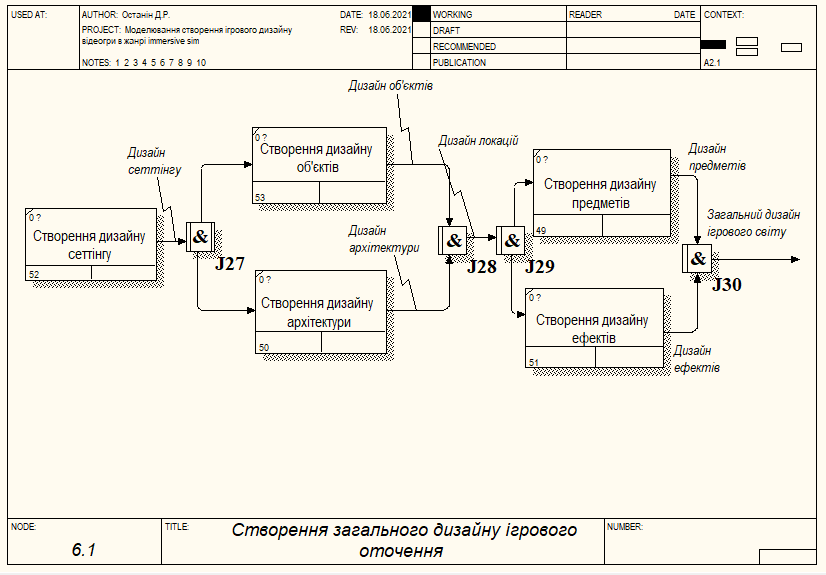 USED AT:
AUTHOR: Останін Д.Р.
DATE: 18.06.2021
PROJECT: Моделювання створення ігрового дизайну
відеогри в жанрі immersive sim
REV: 18.06.2021
NOTES: 1 2 3 4 5 6 7 8 9 10
WORKING
DRAFT
RECOMMENDED
PUBLICATION
READER
DATE
CONTEXT:
A2.1
Дизайн об'єктів
0 ?
Створення дизайну
об'єктів
53
Дизайн локацій
Дизайн
сеттінгу
0 ?
Створення дизайну
предметів
49
Дизайн
предметів
0 ?
Створення дизайну
сеттінгу
52
&
J27
Дизайн
архітектури
&
J28
&
J29
Загальний дизайн
ігрового світу
&
J30
0 ?
Створення дизайну
архітектури
50
0 ?
Створення дизайну
ефектів
51
Дизайн
ефектів
NODE:
6.1
TITLE:
Створення загального дизайну ігрового
оточення
NUMBER: